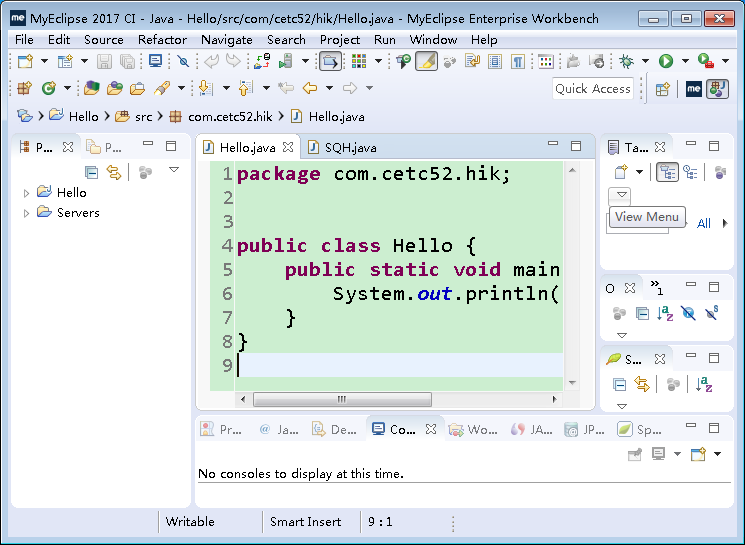 me MyEclipse 2017 CI - Java - Hello/src/com/cetc52/hik/Hello.java - MyEclipse Enterprise Workbench
File Edit Source Refactor Navigate Search Project Run Window Help
Quick Access
me
Hello src com.cetc52.hik Hello.java
P...
P...
Hello
Servers
Hello.java
SQH.java
1 package com.cetc52.hik;
2
3
4 public class Hello {
5 public static void main
6 System.out.println(
7 }
8 }
9
Ta...
View Menu
All
O
»1
S...
Pr...
@ Ja...
De...
Co...
Wo...
JA...
JP...
Sp...
No consoles to display at this time.
Writable
Smart Insert
9 : 1